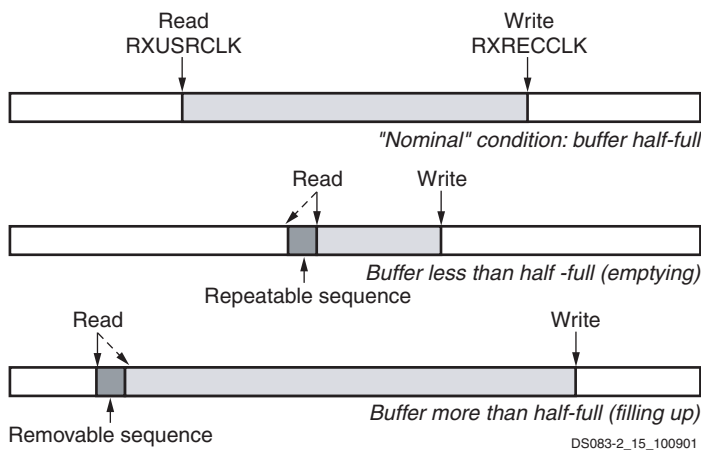 Read Write
RXUSRCLK RXRECCLK
"Nominal" condition: buffer half-full
Read Write
Buffer less than half -full (emptying)
Repeatable sequence
Read Write
Buffer more than half-full (filling up)
Removable sequence
DS083-2_15_100901